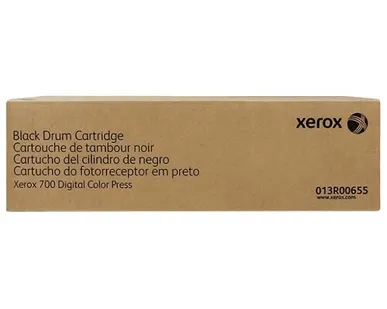 Black Drum Cartridge
Cartouche de tambour noir
Cartucho del cilindro de negro
Cartucho do fotorreceptor em preto
Xerox 700 Digital Color Press
xerox
013R00655
www.xerox.com